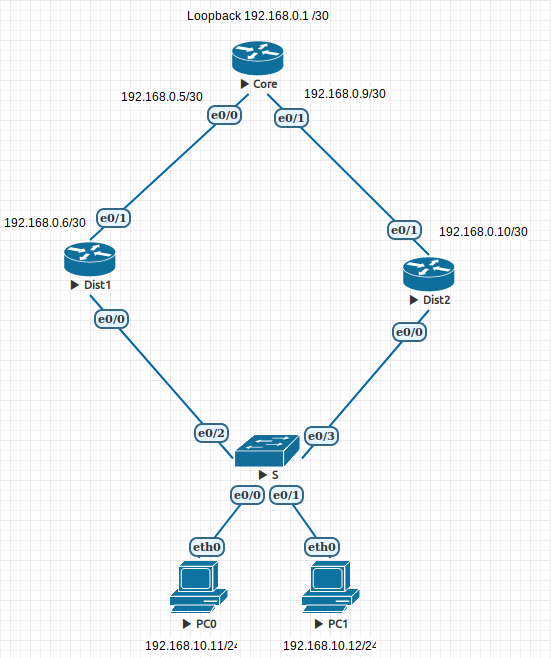 Loopback 192.168.0.1 /30
Core
192.168.0.5/30
192.168.0.9/30
e0/0
e0/1
192.168.0.6/30
e0/1
e0/1
192.168.0.10/30
Dist1
Dist2
e0/0
e0/0
e0/2
e0/3
S
e0/0
e0/1
eth0
eth0
PC0
PC1
192.168.10.11/24
192.168.10.12/24